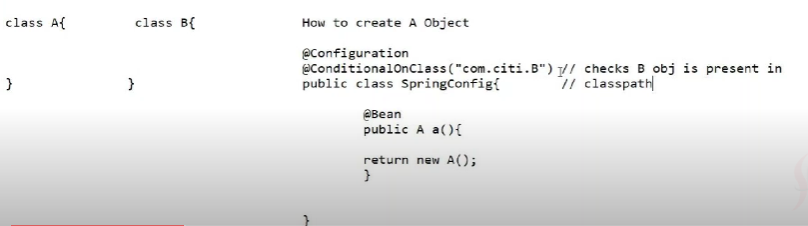 class A{ class B{ How to create A Object
@Configuration
@ConditionalOnClass("com.citi.B") // checks B obj is present in
} } public class SpringConfig{ // classpath
@Bean
public A a(){
return new A();
}
}